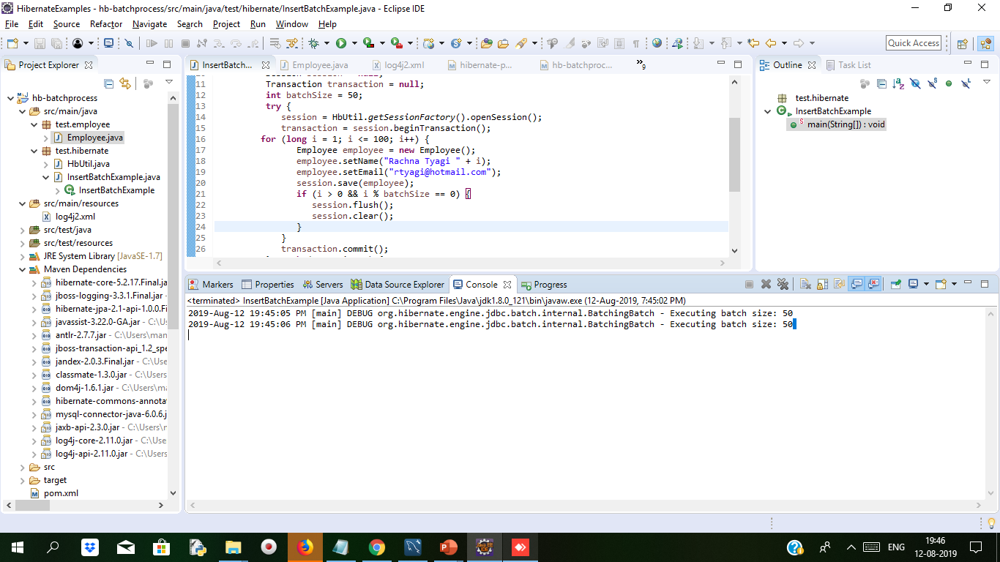 HibernateExamples - hb-batchprocess/src/main/java/test/hibernate/InsertBatchExample.java - Eclipse IDE
File Edit Source Refactor Navigate Search Project Run Window Help
Quick Access
Project Explorer
hb-batchprocess
src/main/java
test.employee
Employee.java
test.hibernate
HbUtil.java
InsertBatchExample.java
InsertBatchExample
src/main/resources
log4j2.xml
src/test/java
src/test/resources
JRE System Library [JavaSE-1.7]
Maven Dependencies
hibernate-core-5.2.17.Final.ja
jboss-logging-3.3.1.Final.jar -
hibernate-jpa-2.1-api-1.0.0.Fi
javassist-3.22.0-GA.jar - C:\U
antlr-2.7.7.jar - C:\Users\man
jboss-transaction-api_1.2_spe
jandex-2.0.3.Final.jar - C:\Use
classmate-1.3.0.jar - C:\Users
dom4j-1.6.1.jar - C:\Users\ma
hibernate-commons-annota
mysql-connector-java-6.0.6.j
jaxb-api-2.3.0.jar - C:\Users\r
log4j-core-2.11.0.jar - C:\Use
log4j-api-2.11.0.jar - C:\Users
src
target
pom.xml
InsertBatch... Employee.java log4j2.xml hibernate-p... hb-batchproc... »9
11 Transaction transaction = null;
12 int batchSize = 50;
13 try {
14 session = HbUtil.getSessionFactory().openSession();
15 transaction = session.beginTransaction();
16 for (long i = 1; i <= 100; i++) {
17 Employee employee = new Employee();
18 employee.setName("Rachna Tyagi " + i);
19 employee.setEmail("rtyagi@hotmail.com");
20 session.save(employee);
21 if (i > 0 && i % batchSize == 0) {
22 session.flush();
23 session.clear();
24 }
25 }
26 transaction.commit();
Outline Task List
test.hibernate
InsertBatchExample
main(String[]) : void
Markers Properties Servers Data Source Explorer Console Progress
<terminated> InsertBatchExample [Java Application] C:\Program Files\Java\jdk1.8.0_121\bin\javaw.exe (12-Aug-2019, 7:45:02 PM)
2019-Aug-12 19:45:05 PM [main] DEBUG org.hibernate.engine.jdbc.batch.internal.BatchingBatch - Executing batch size: 50
2019-Aug-12 19:45:06 PM [main] DEBUG org.hibernate.engine.jdbc.batch.internal.BatchingBatch - Executing batch size: 50
ENG
19:46
12-08-2019